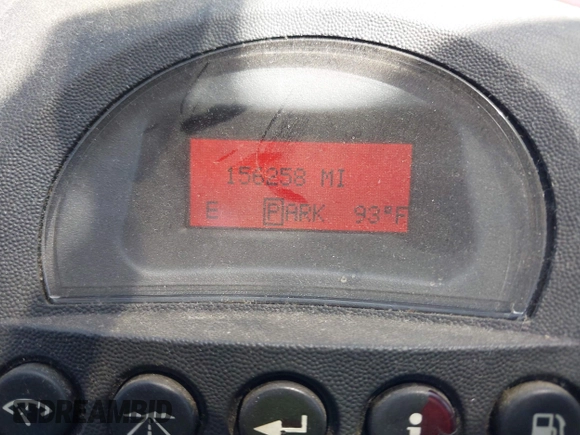 156258 MI
E PARK 93°F
i
DREAMBID